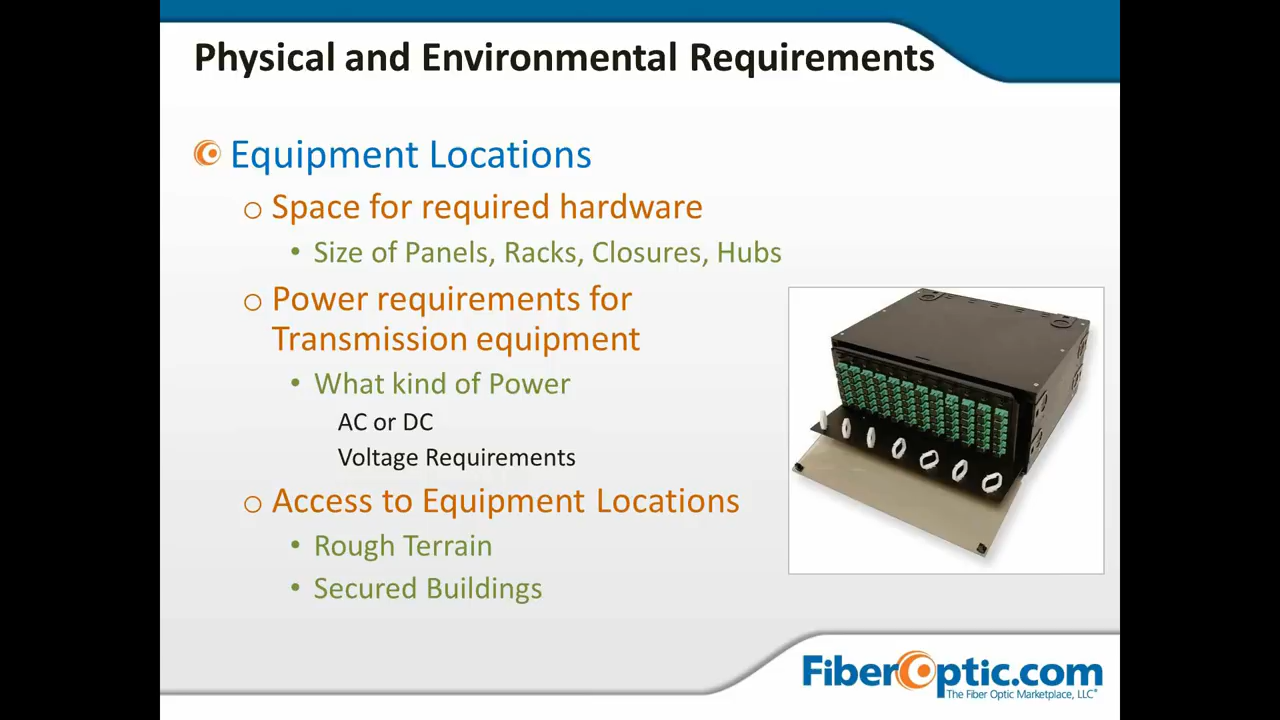 Physical and Environmental Requirements
Equipment Locations
Space for required hardware
Size of Panels, Racks, Closures, Hubs
Power requirements for
Transmission equipment
What kind of Power
AC or DC
Voltage Requirements
Access to Equipment Locations
Rough Terrain
Secured Buildings
FiberOptic.com
The Fiber Optic Marketplace, LLC®